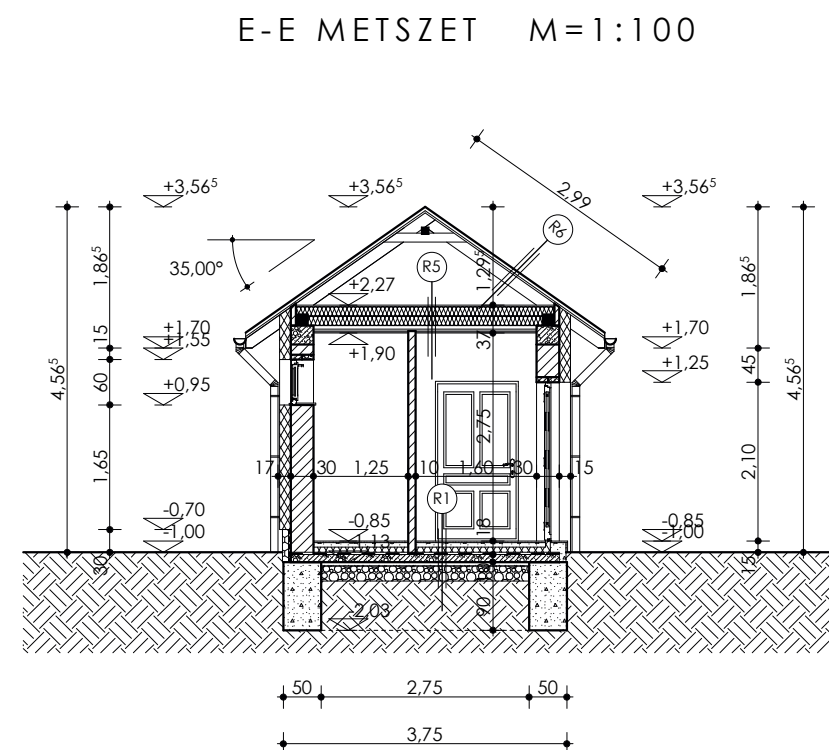 E-E METSZET M=1:100
2,99
+3,56⁵ +3,56⁵ +3,56⁵
R6
35,00°
R5
1,86⁵ 1,29⁵ 1,86⁵
+2,27
+1,70 +1,70
+1,55
15 37
+1,90
+1,25
60 45
+0,95
4,56⁵ 4,56⁵
2,75
1,65 2,10
17 30 1,25 10 1,60 30 15
R1
-0,70
-0,85 -0,85
-1,00 -1,00
18
-1,13
30 15
90
-2,03
50 2,75 50
3,75